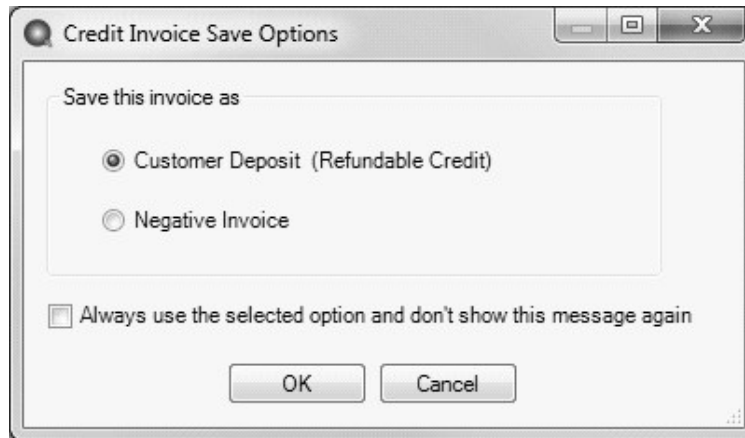 Credit Invoice Save Options
Save this invoice as
Customer Deposit (Refundable Credit)
Negative Invoice
Always use the selected option and don't show this message again
OK
Cancel